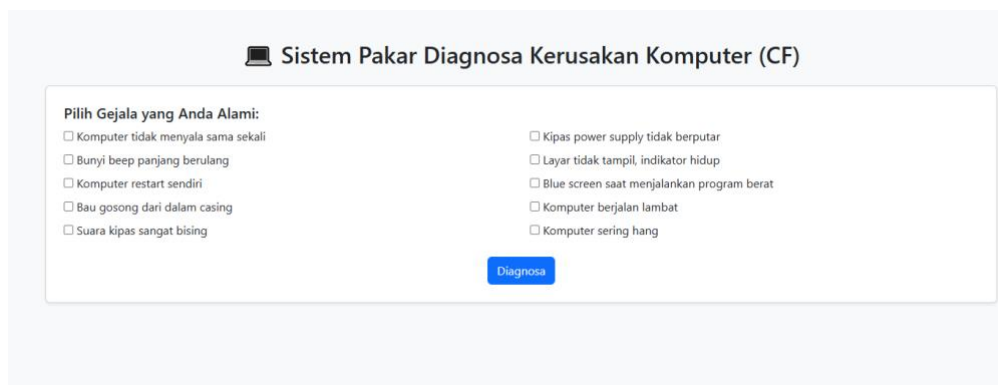 Sistem Pakar Diagnosa Kerusakan Komputer (CF)
Pilih Gejala yang Anda Alami:
Komputer tidak menyala sama sekali
Kipas power supply tidak berputar
Bunyi beep panjang berulang
Layar tidak tampil, indikator hidup
Komputer restart sendiri
Blue screen saat menjalankan program berat
Bau gosong dari dalam casing
Komputer berjalan lambat
Suara kipas sangat bising
Komputer sering hang
Diagnosa